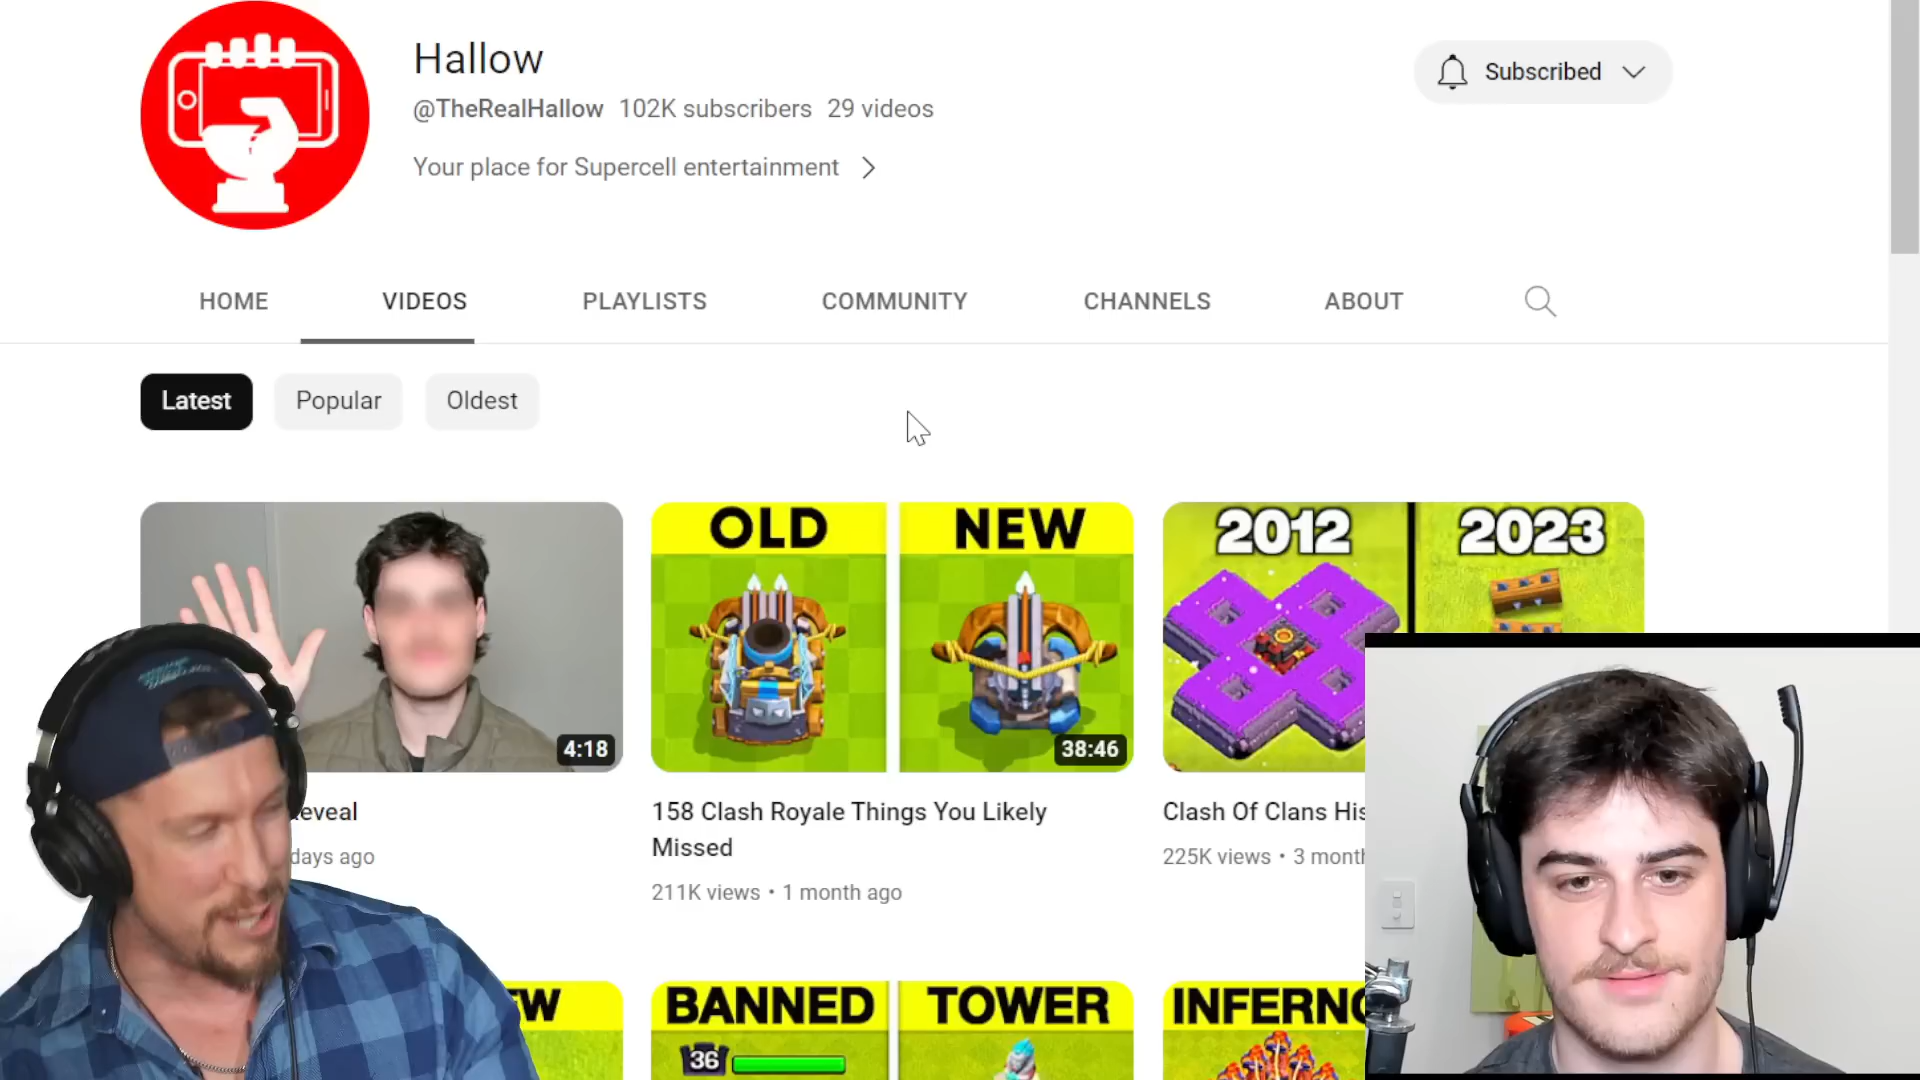 Hallow
@TheRealHallow 102K subscribers 29 videos
Your place for Supercell entertainment
Subscribed
HOME VIDEOS PLAYLISTS COMMUNITY CHANNELS ABOUT
Latest Popular Oldest
OLD NEW
2012 2023
4:18
38:46
eveal
days ago
158 Clash Royale Things You Likely
Missed
211K views • 1 month ago
Clash Of Clans His
225K views • 3 month
EW
BANNED TOWER
INFERNO
36